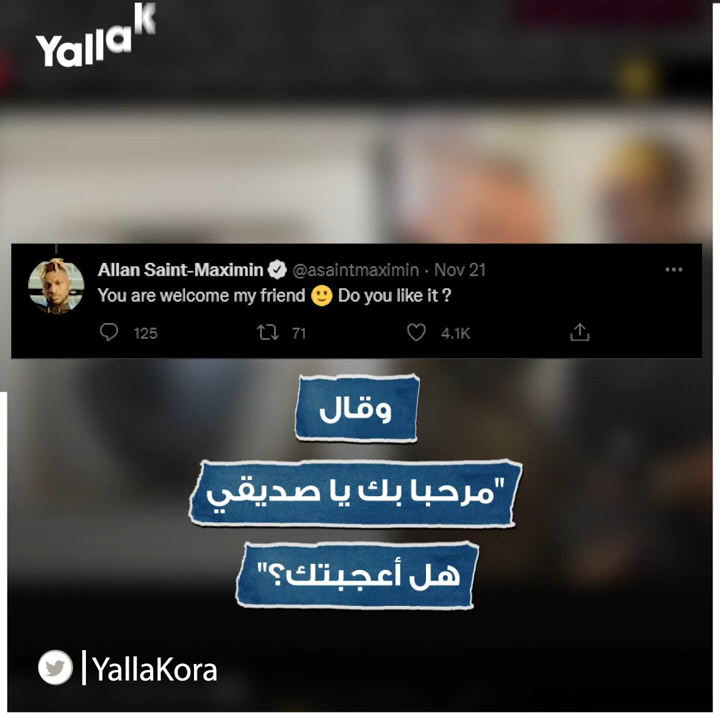 Yallak
Allan Saint-Maximin @asaintmaximin · Nov 21
You are welcome my friend 🙂 Do you like it ?
125 71 4.1K
وقال
"مرحبا بك يا صديقي
هل أعجبتك؟"
|YallaKora